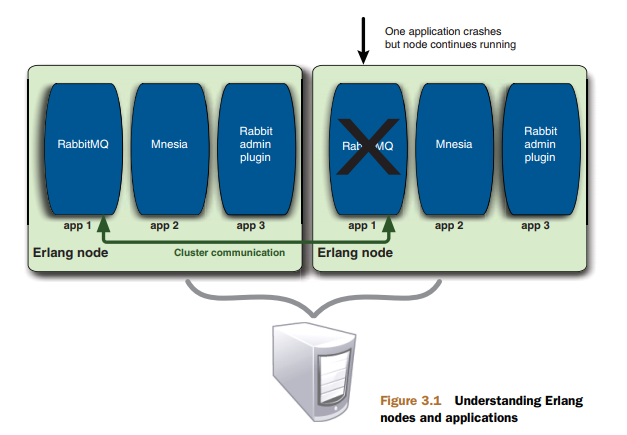 One application crashes
but node continues running
RabbitMQ
Mnesia
Rabbit
admin
plugin
Rab MQ
Mnesia
Rabbit
admin
plugin
app 1
app 2
app 3
app 1
app 2
app 3
Erlang node
Cluster communication
Erlang node
Figure 3.1 Understanding Erlang
nodes and applications